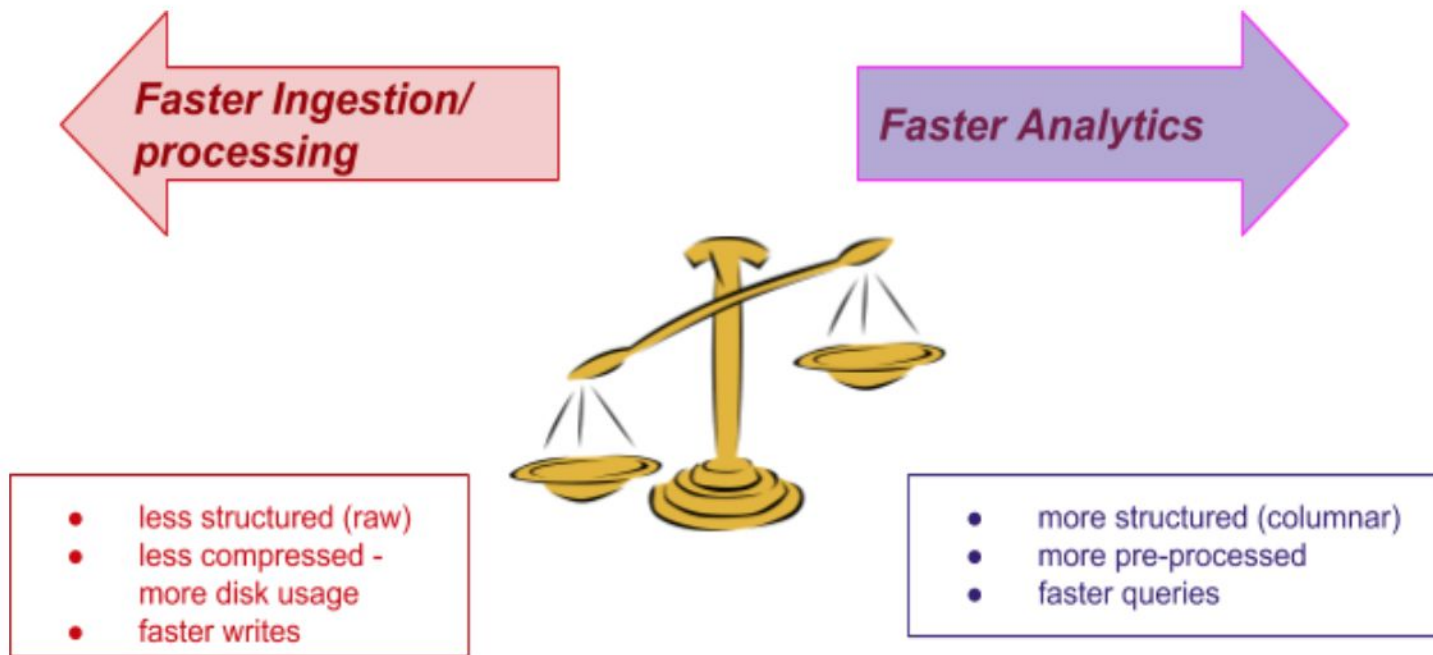 Faster Ingestion/
processing
Faster Analytics
● less structured (raw)
● less compressed -
more disk usage
● faster writes
● more structured (columnar)
● more pre-processed
● faster queries